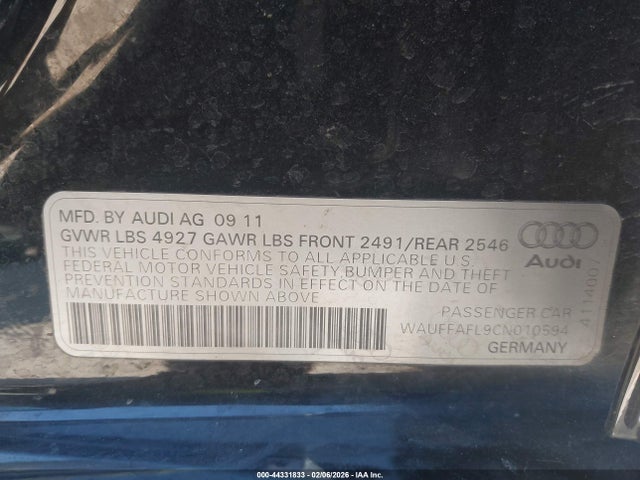 MFD. BY AUDI AG 09 11
GVWR LBS 4927 GAWR LBS FRONT 2491/REAR 2546
THIS VEHICLE CONFORMS TO ALL APPLICABLE U.S.
FEDERAL MOTOR VEHICLE SAFETY, BUMPER AND THEFT
PREVENTION STANDARDS IN EFFECT ON THE DATE OF
MANUFACTURE SHOWN ABOVE
Audi
4114007
PASSENGER CAR
WAUFFAFL9CN010594
GERMANY
000-44331833 - 02/06/2026 - IAA Inc.